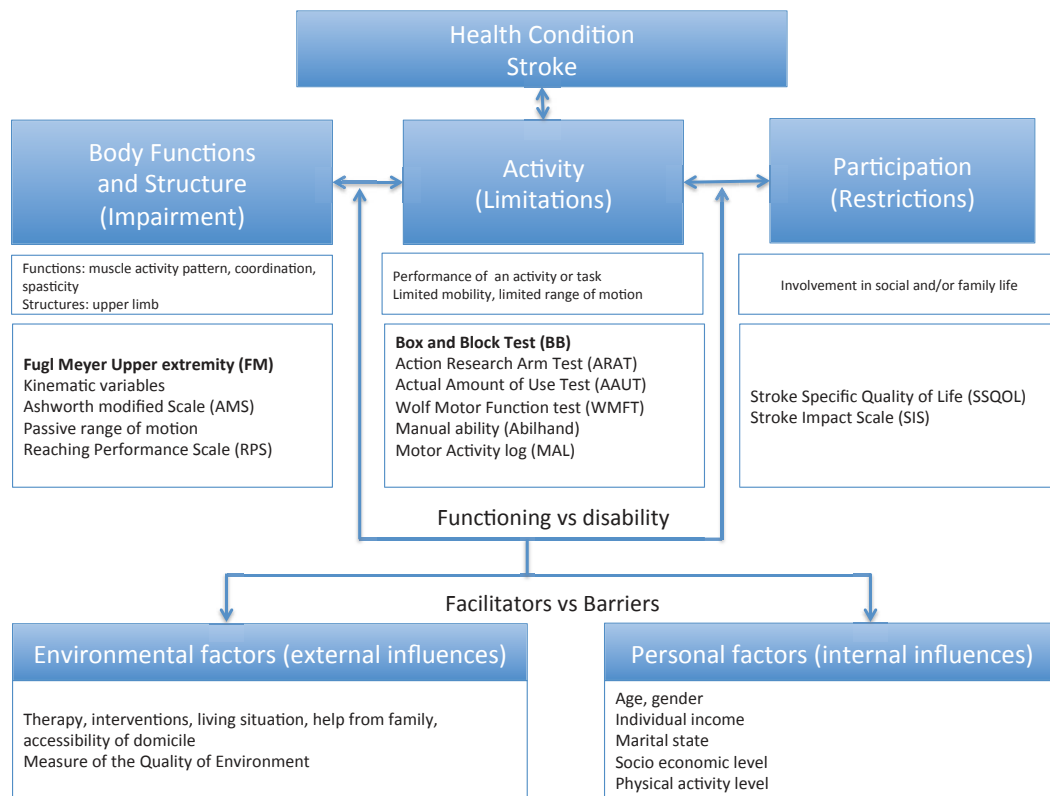 Health Condition
Stroke
Body Functions
and Structure
(Impairment)
Activity
(Limitations)
Participation
(Restrictions)
Functions: muscle activity pattern, coordination,
spasticity
Structures: upper limb
Performance of an activity or task
Limited mobility, limited range of motion
Involvement in social and/or family life
Fugl Meyer Upper extremity (FM)
Kinematic variables
Ashworth modified Scale (AMS)
Passive range of motion
Reaching Performance Scale (RPS)
Box and Block Test (BB)
Action Research Arm Test (ARAT)
Actual Amount of Use Test (AAUT)
Wolf Motor Function test (WMFT)
Manual ability (Abilhand)
Motor Activity log (MAL)
Stroke Specific Quality of Life (SSQOL)
Stroke Impact Scale (SIS)
Functioning vs disability
Facilitators vs Barriers
Environmental factors (external influences)
Therapy, interventions, living situation, help from family,
accessibility of domicile
Measure of the Quality of Environment
Personal factors (internal influences)
Age, gender
Individual income
Marital state
Socio economic level
Physical activity level